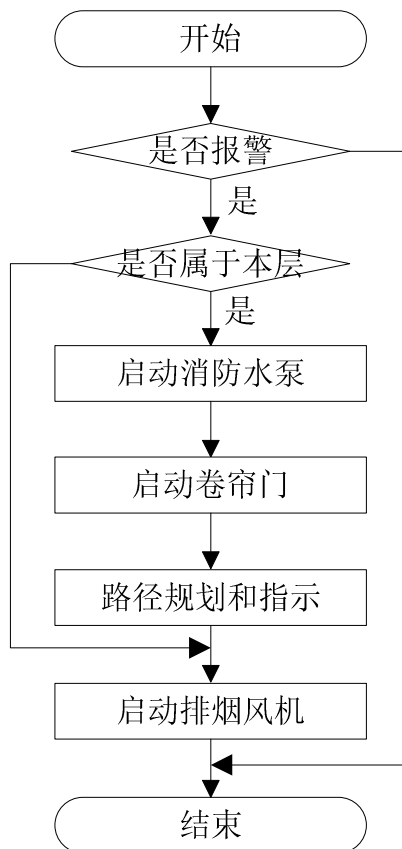 开始
是否报警
是
是否属于本层
是
启动消防水泵
启动卷帘门
路径规划和指示
启动排烟风机
结束